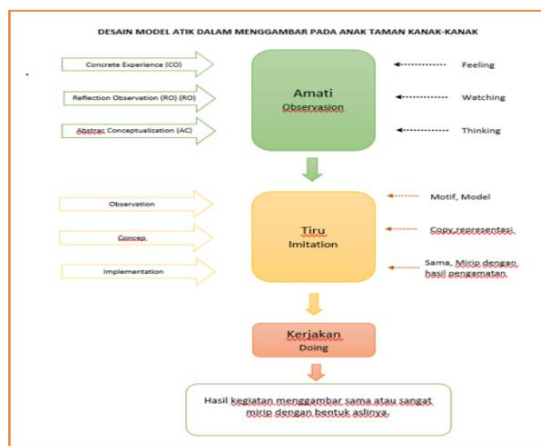 DESAIN MODEL ATIK DALAM MENGGAMBAR PADA ANAK TAMAN KANAK-KANAK
Concrete Experience (CO)
Reflection Observation (RO) (RO)
Abstrac Conceptualization (AC)
Amati
Observasion
Feeling
Watching
Thinking
Observation
Concep
Implementation
Tiru
Imitation
Motif, Model
Copy,representasi
Sama, Mirip dengan
hasil pengamatan
Kerjakan
Doing
Hasil kegiatan menggambar sama atau sangat
mirip dengan bentuk aslinya.